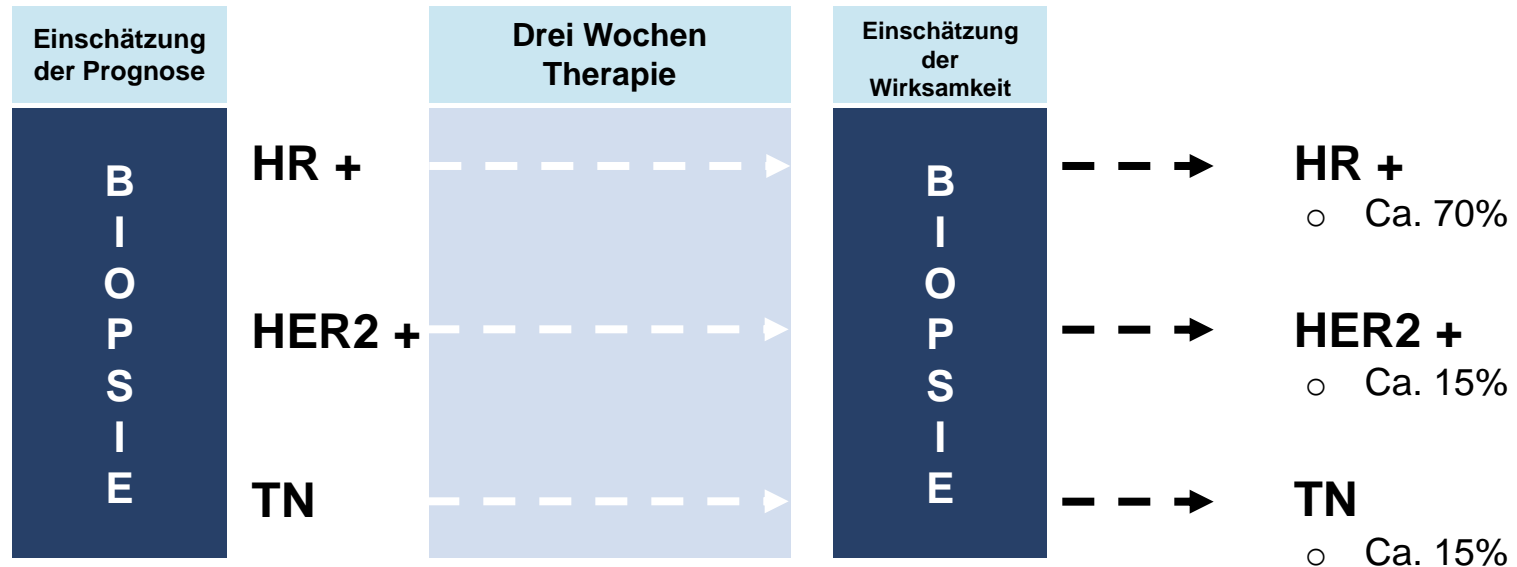 Einschätzung
der Prognose
Drei Wochen
Therapie
Einschätzung
der
Wirksamkeit
B
I
O
P
S
I
E
HR +
HER2 +
TN
B
I
O
P
S
I
E
HR +
o Ca. 70%
HER2 +
o Ca. 15%
TN
o Ca. 15%